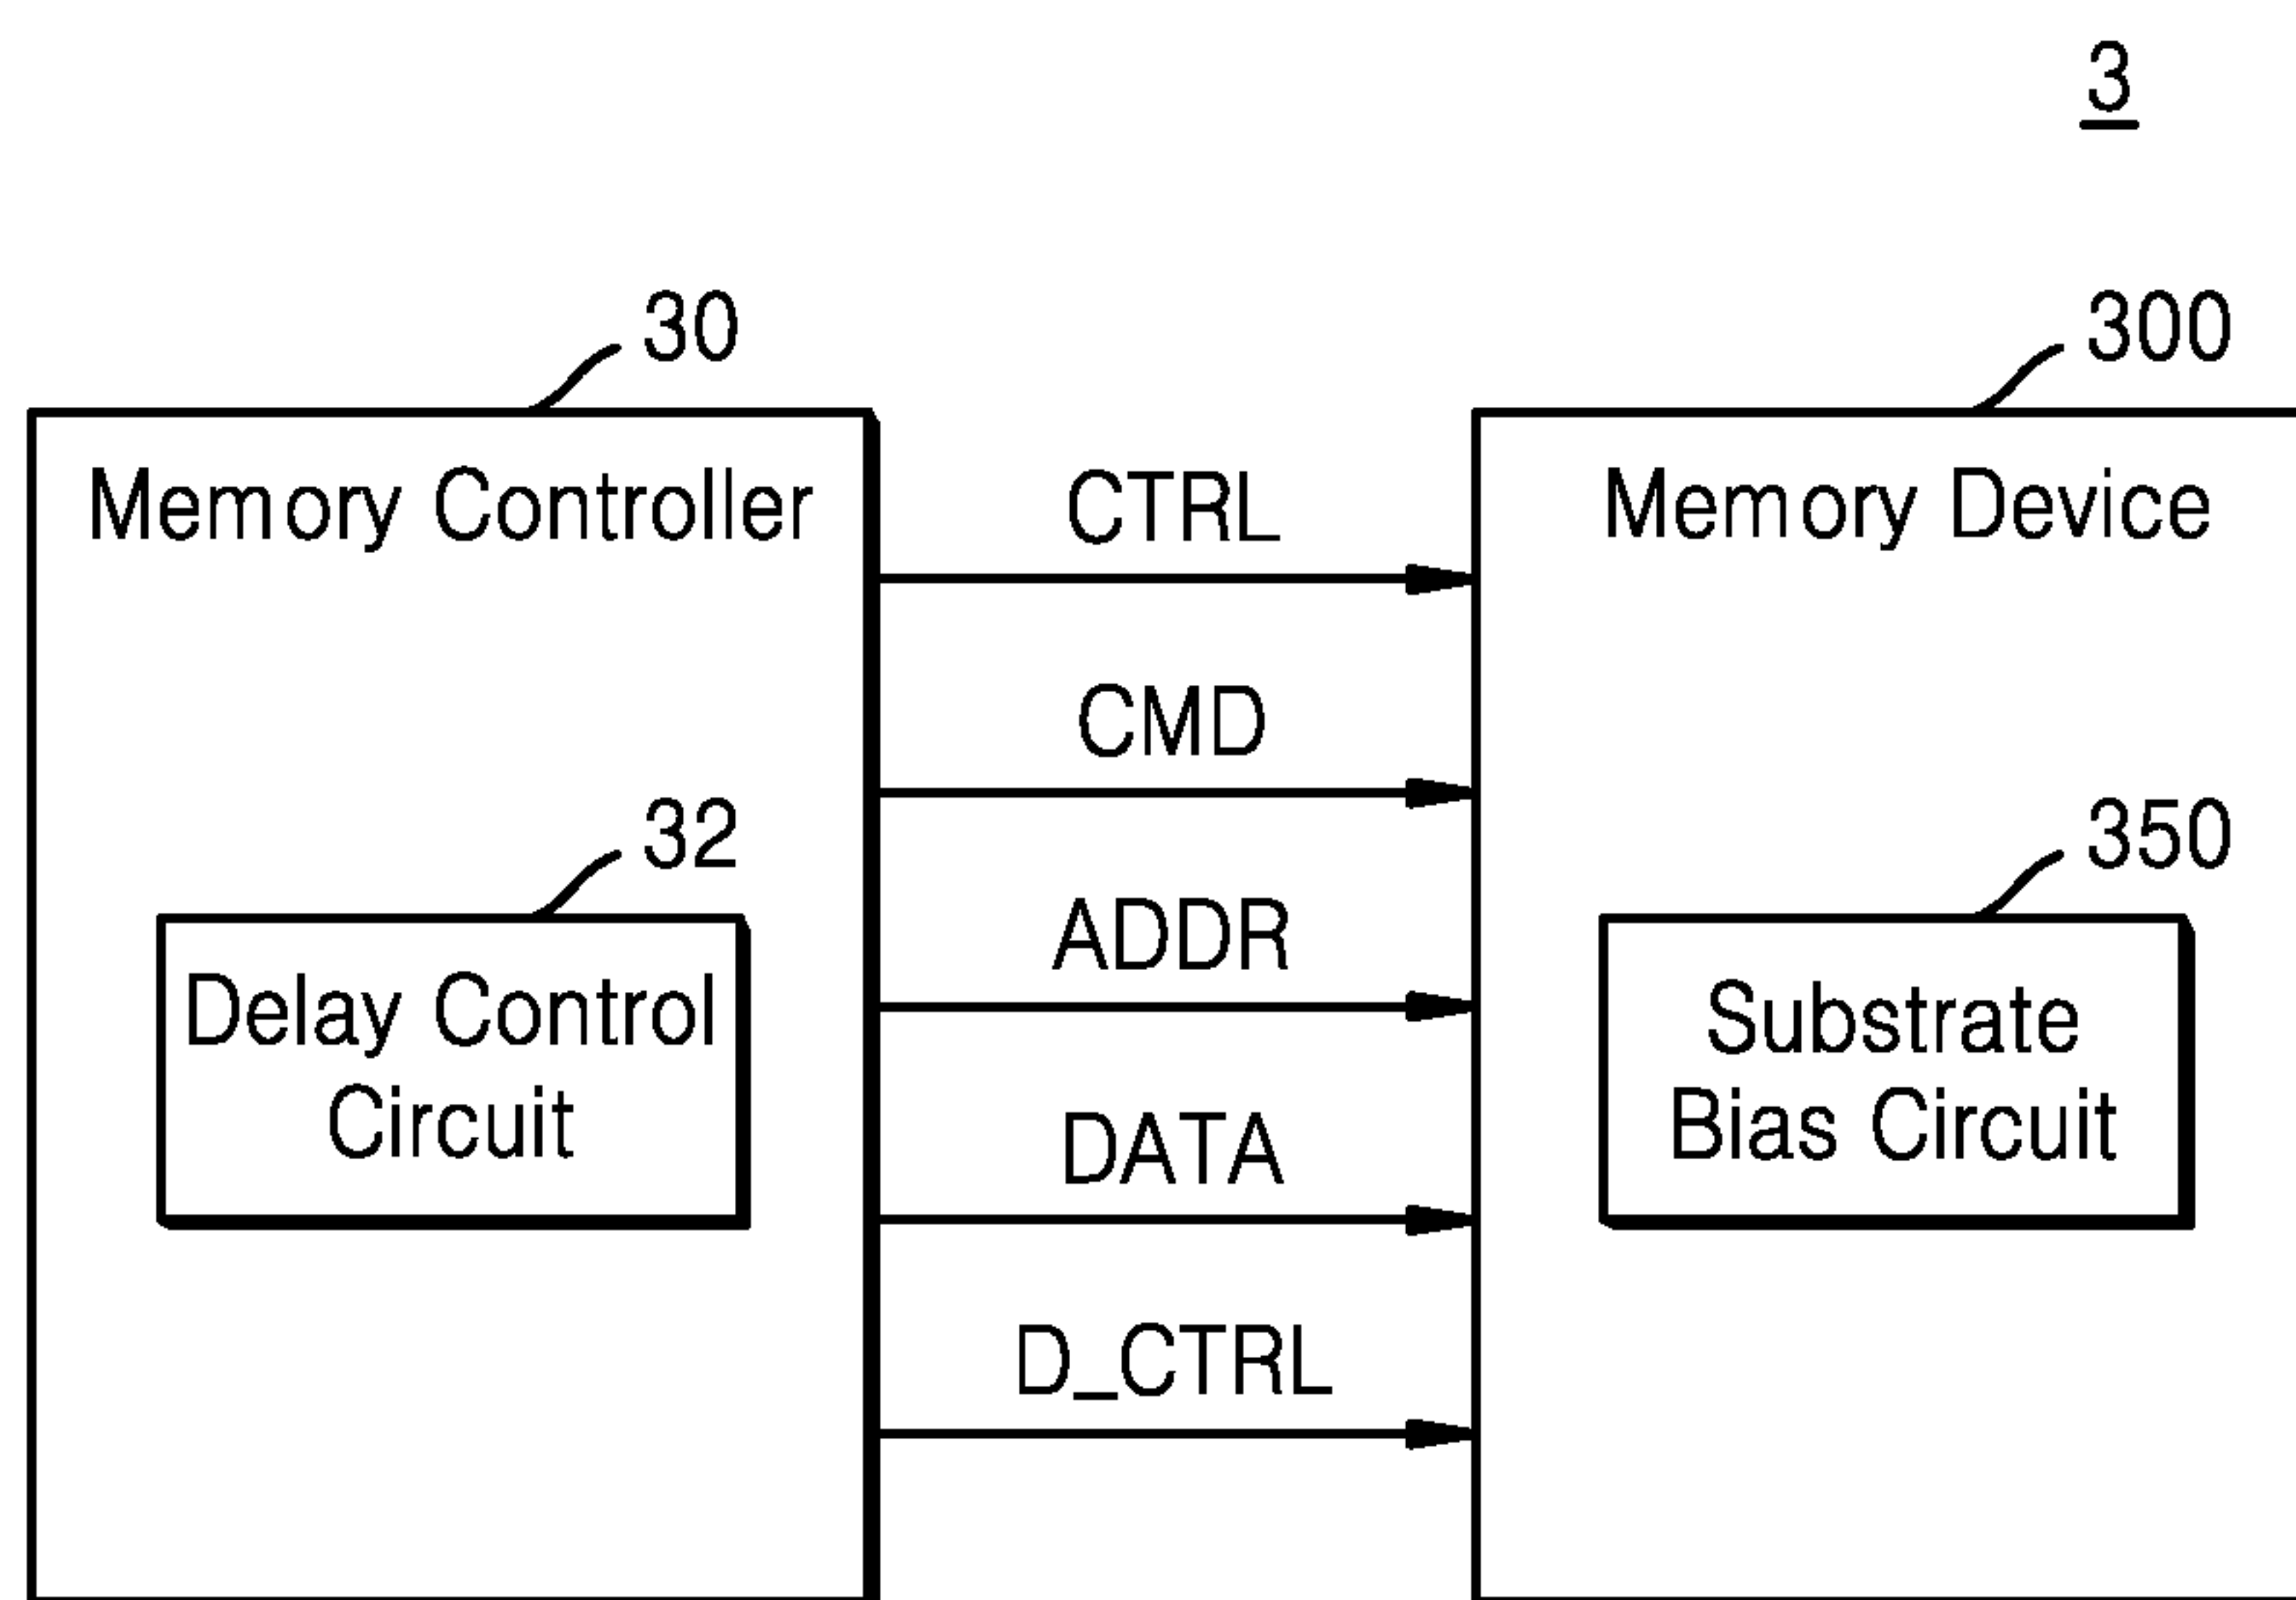 3
30
300
Memory Controller
CTRL
Memory Device
CMD
32
350
ADDR
Delay Control
Circuit
Substrate
Bias Circuit
DATA
D_CTRL